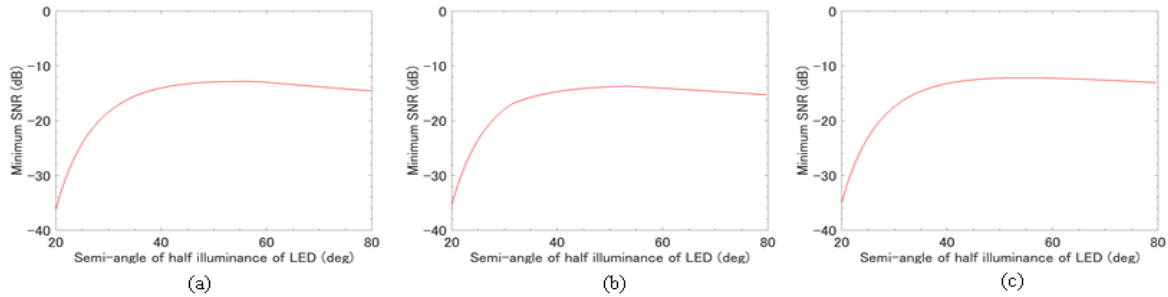 0
−10
−20
−30
−40
Minimum SNR (dB)
20 40 60 80
Semi-angle of half illuminance of LED (deg)
(a)
0
−10
−20
−30
−40
Minimum SNR (dB)
20 40 60 80
Semi-angle of half illuminance of LED (deg)
(b)
0
−10
−20
−30
−40
Minimum SNR (dB)
20 40 60 80
Semi-angle of half illuminance of LED (deg)
(c)